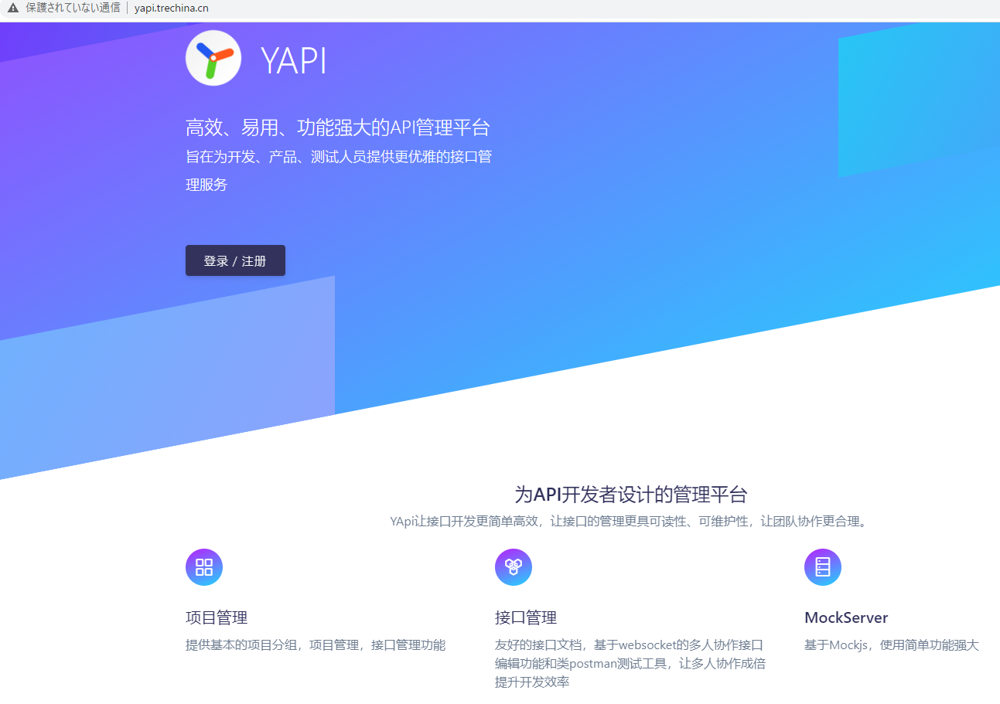 保護されていない通信 yapi.trechina.cn
YAPI
高效、易用、功能强大的API管理平台
旨在为开发、产品、测试人员提供更优雅的接口管
理服务
登录 / 注册
为API开发者设计的管理平台
YApi让接口开发更简单高效，让接口的管理更具可读性、可维护性，让团队协作更合理。
项目管理
提供基本的项目分组，项目管理，接口管理功能
接口管理
友好的接口文档，基于websocket的多人协作接口
编辑功能和类postman测试工具，让多人协作成倍
提升开发效率
MockServer
基于Mockjs，使用简单功能强大